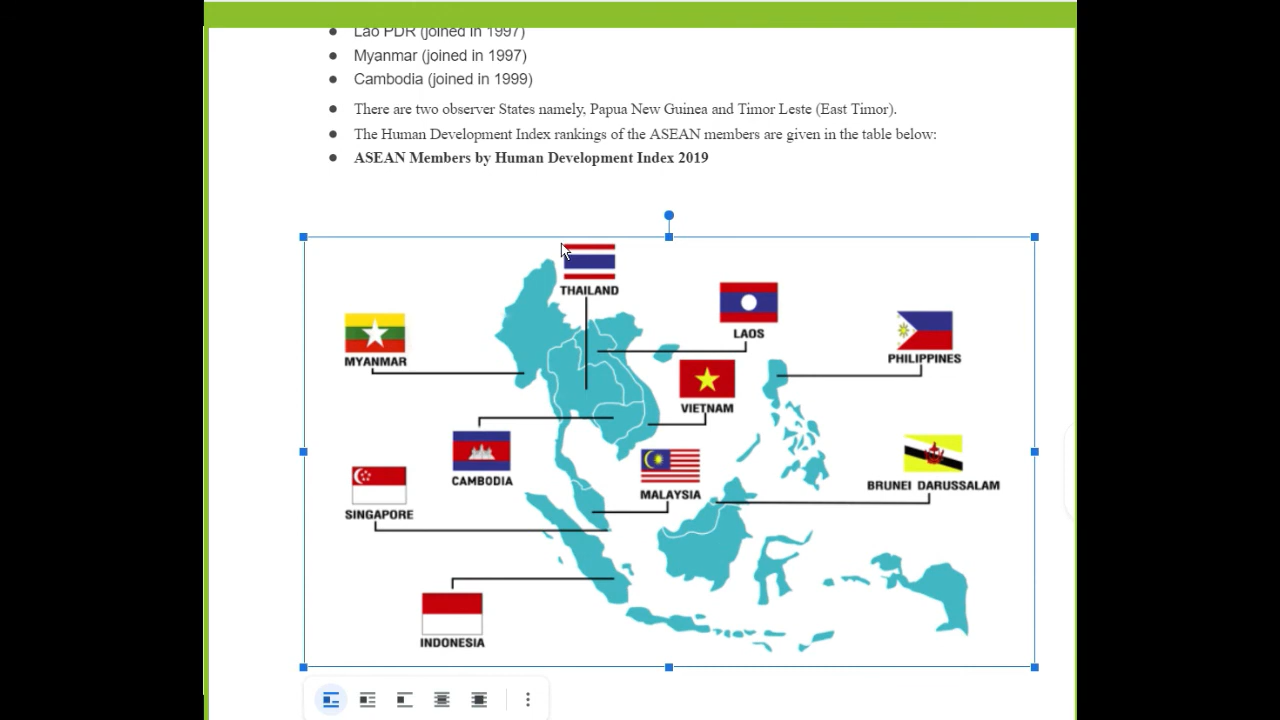 Lao PDR (joined in 1997)
Myanmar (joined in 1997)
Cambodia (joined in 1999)
There are two observer States namely, Papua New Guinea and Timor Leste (East Timor).
The Human Development Index rankings of the ASEAN members are given in the table below:
ASEAN Members by Human Development Index 2019
THAILAND
LAOS
PHILIPPINES
MYANMAR
VIETNAM
CAMBODIA
MALAYSIA
BRUNEI DARUSSALAM
SINGAPORE
INDONESIA